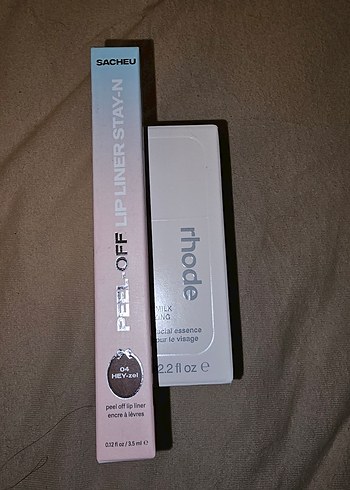 SACHEU
PEEL-OFF LIP LINER STAY-N
04
HEY-zel
peel off lip liner
encre à lèvres
0.12 fl oz / 3.5 ml e
rhode
MILK
facial essence
pour le visage
2.2 fl oz e